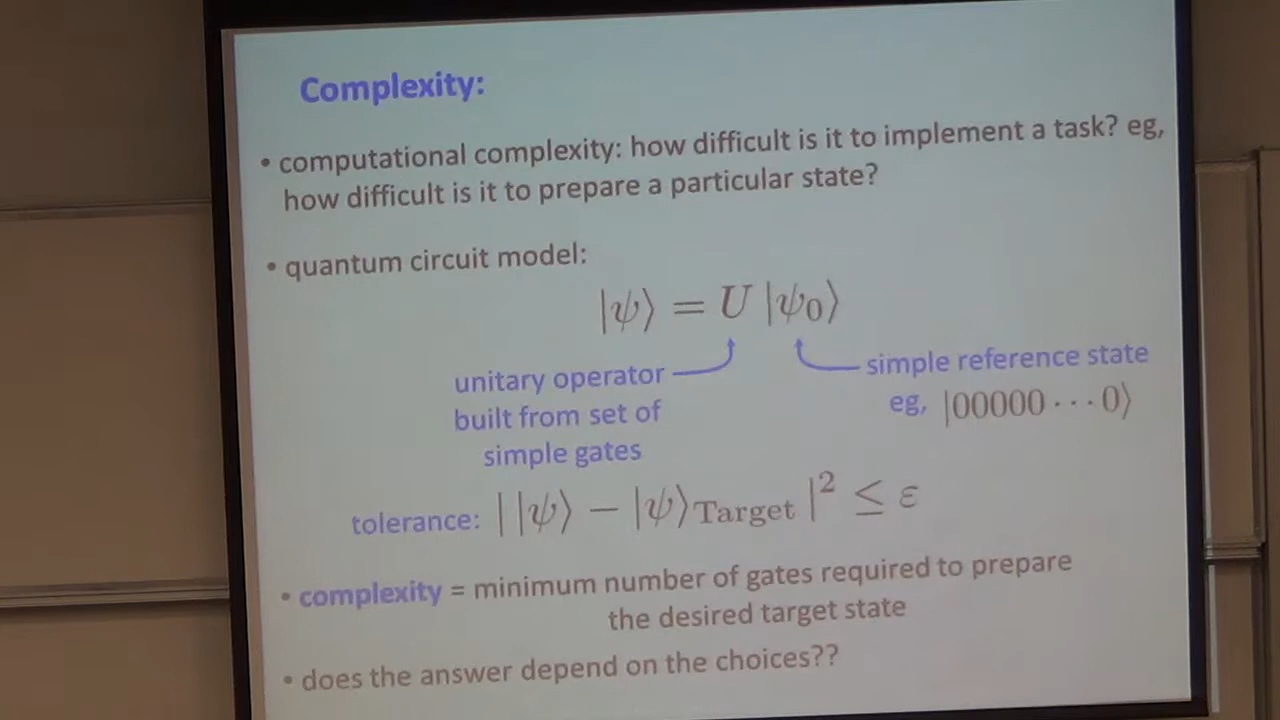 Complexity:
• computational complexity: how difficult is it to implement a task? eg,
how difficult is it to prepare a particular state?
• quantum circuit model:
|ψ⟩ = U |ψ₀⟩
unitary operator
built from set of
simple gates
simple reference state
eg, |00000 ··· 0⟩
tolerance: | |ψ⟩ − |ψ⟩Target |² ≤ ε
• complexity = minimum number of gates required to prepare
the desired target state
• does the answer depend on the choices??